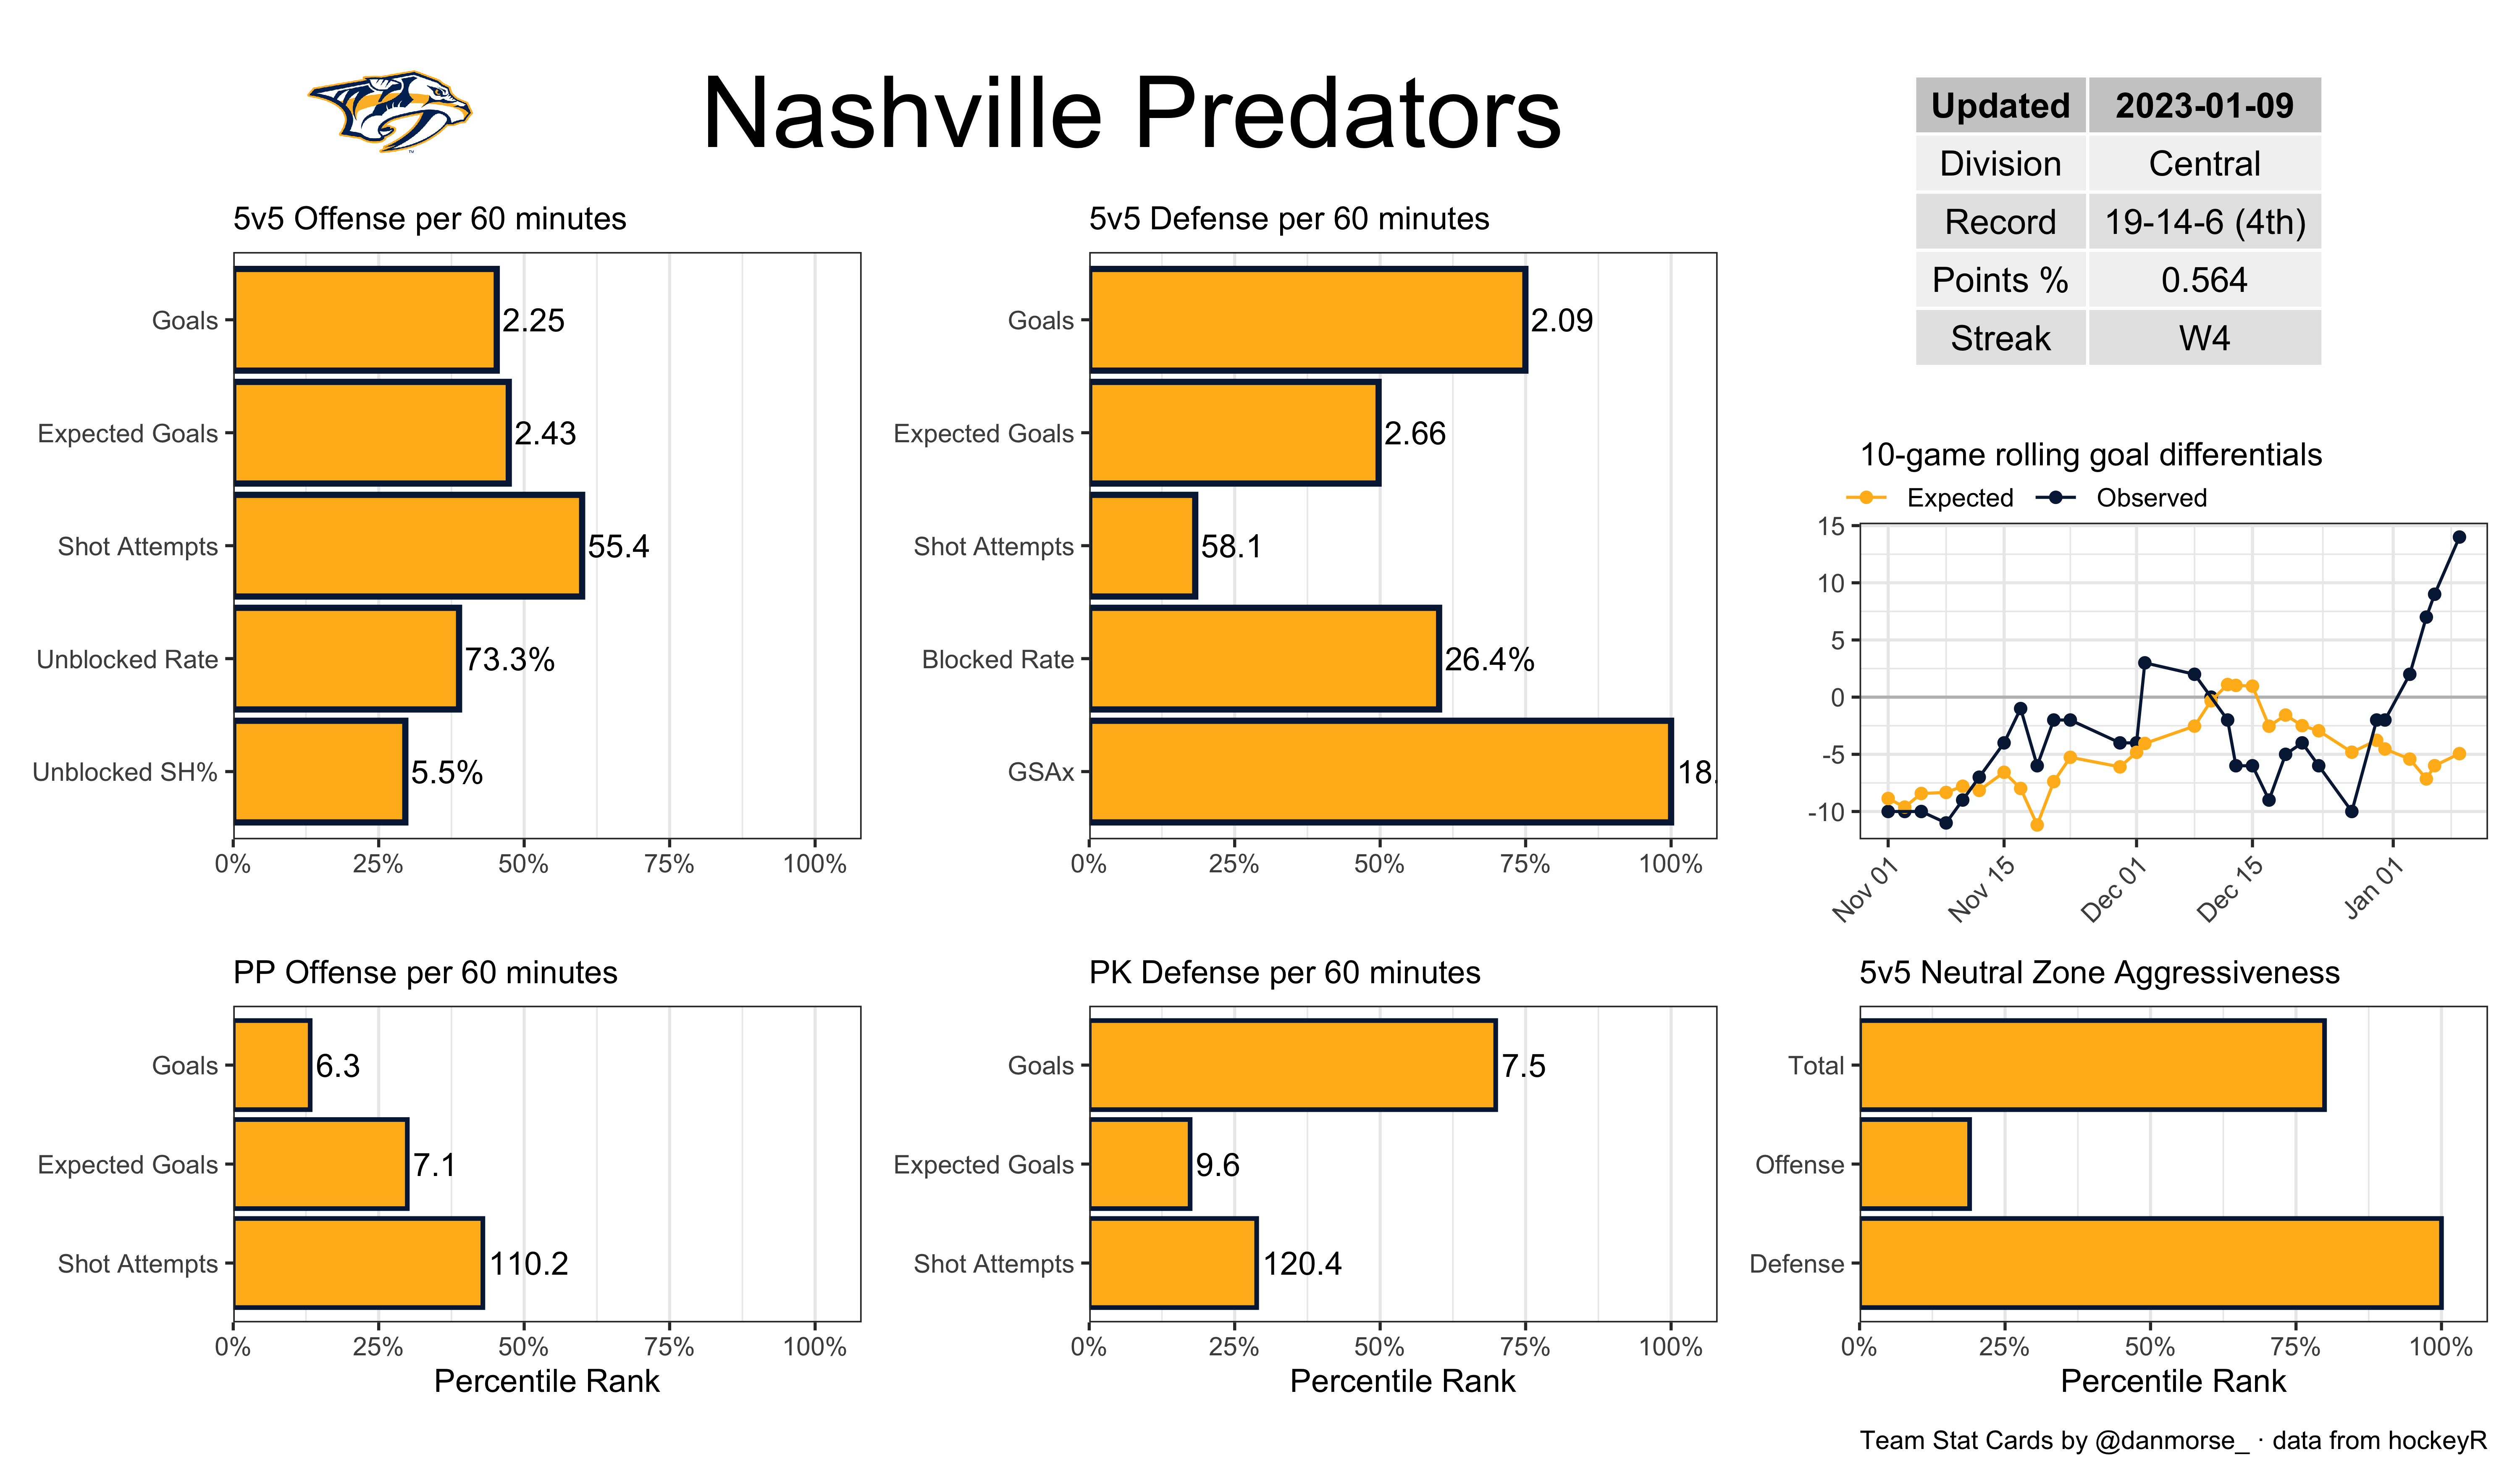 Nashville Predators
Updated 2023-01-09
Division Central
Record 19-14-6 (4th)
Points % 0.564
Streak W4
5v5 Offense per 60 minutes
Goals 2.25
Expected Goals 2.43
Shot Attempts 55.4
Unblocked Rate 73.3%
Unblocked SH% 5.5%
0% 25% 50% 75% 100%
5v5 Defense per 60 minutes
Goals 2.09
Expected Goals 2.66
Shot Attempts 58.1
Blocked Rate 26.4%
GSAx 18.
0% 25% 50% 75% 100%
10-game rolling goal differentials
Expected Observed
15
10
5
0
-5
-10
Nov 01 Nov 15 Dec 01 Dec 15 Jan 01
PP Offense per 60 minutes
Goals 6.3
Expected Goals 7.1
Shot Attempts 110.2
0% 25% 50% 75% 100%
Percentile Rank
PK Defense per 60 minutes
Goals 7.5
Expected Goals 9.6
Shot Attempts 120.4
0% 25% 50% 75% 100%
Percentile Rank
5v5 Neutral Zone Aggressiveness
Total
Offense
Defense
0% 25% 50% 75% 100%
Percentile Rank
Team Stat Cards by @danmorse_ · data from hockeyR